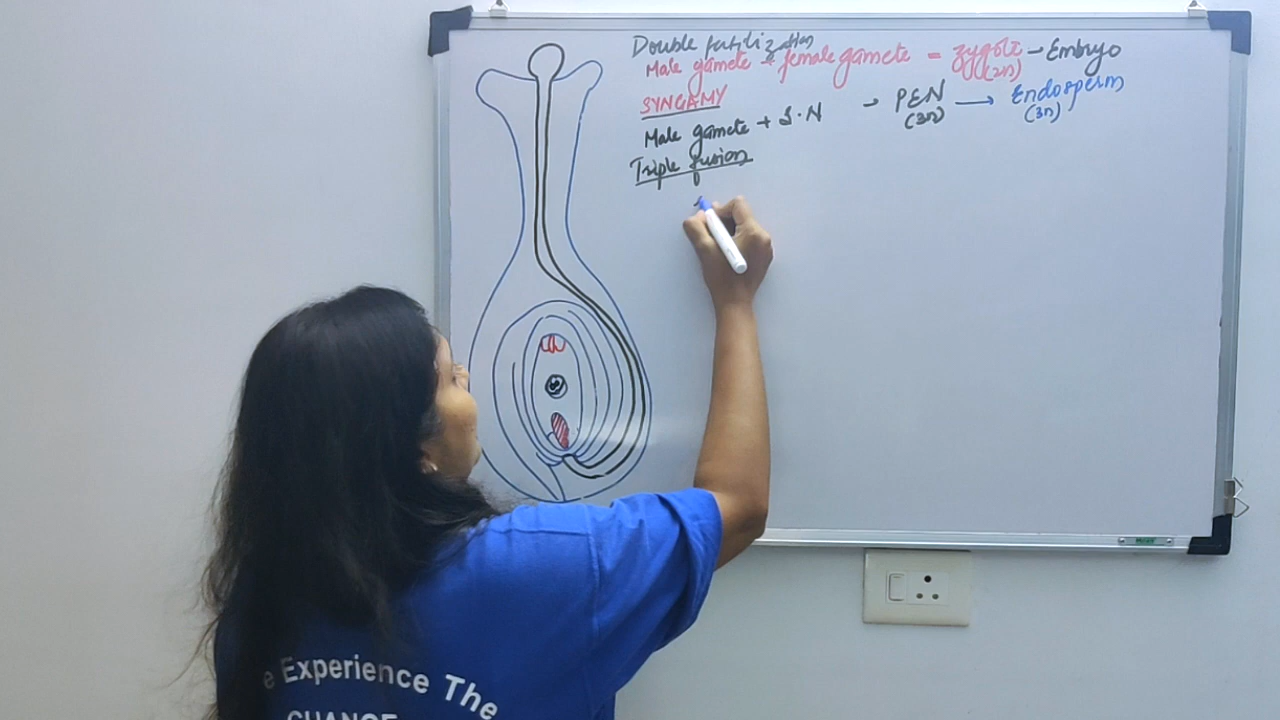 Double fertilization
Male gamete + female gamete = zygote - Embryo
(2n)
SYNGAMY
Male gamete + S.N → PEN → Endosperm
(3n) (3n)
Triple fusion
e Experience The
CHANGE